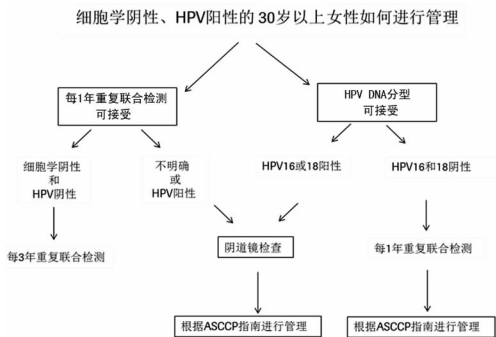 细胞学阴性、HPV阳性的30岁以上女性如何进行管理
每1年重复联合检测
可接受
HPV DNA分型
可接受
细胞学阴性
和
HPV阴性
不明确
或
HPV阳性
HPV16或18阳性
HPV16和18阴性
每3年重复联合检测
阴道镜检查
每1年重复联合检测
根据ASCCP指南进行管理
根据ASCCP指南进行管理